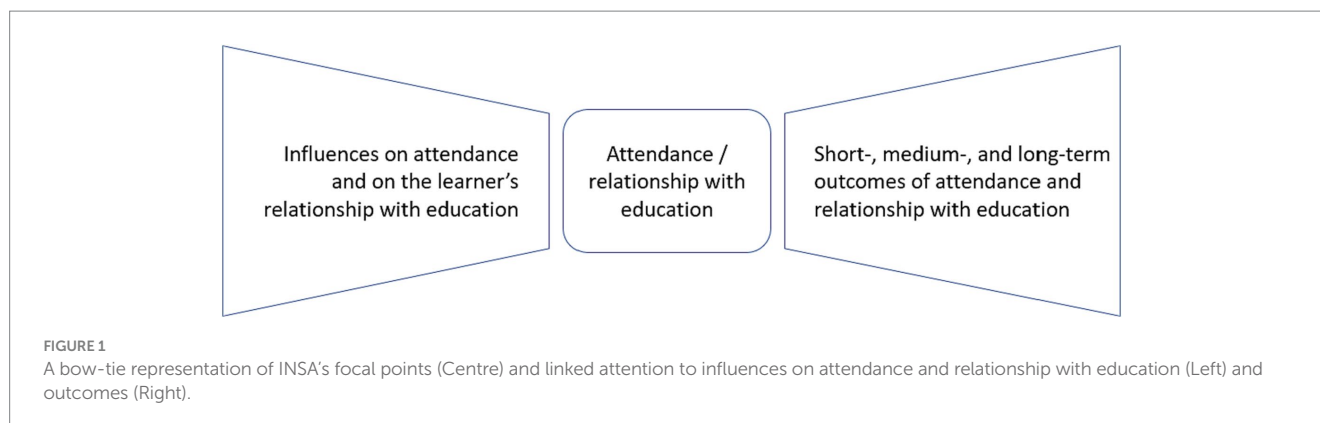 Influences on attendance
and on the learner's
relationship with education
Attendance /
relationship with
education
Short-, medium-, and long-term
outcomes of attendance and
relationship with education
FIGURE 1
A bow-tie representation of INSA's focal points (Centre) and linked attention to influences on attendance and relationship with education (Left) and
outcomes (Right).